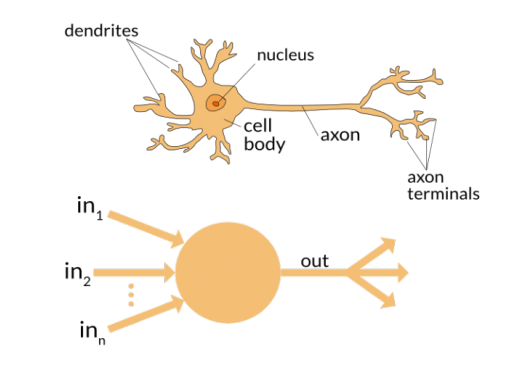 dendrites
nucleus
cell
body
axon
axon
terminals
in1
in2
inn
out